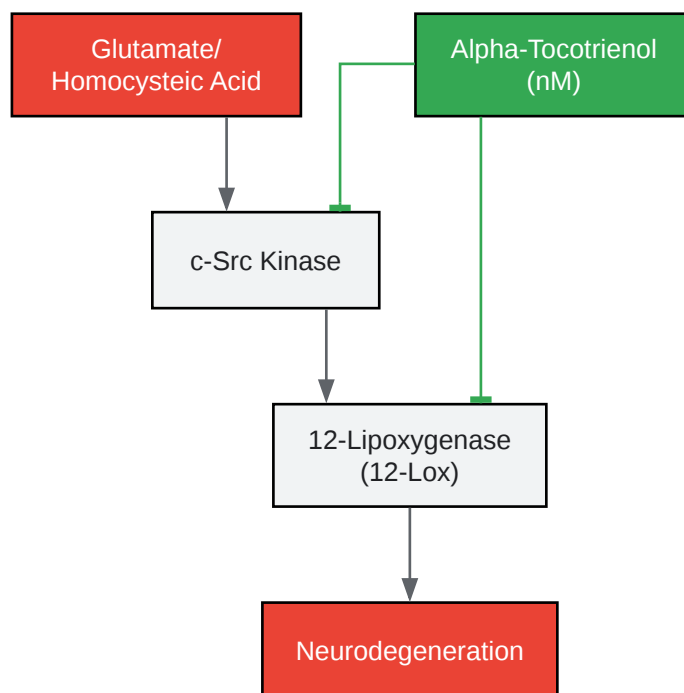 Glutamate/
Homocysteic Acid
Alpha-Tocotrienol
(nM)
c-Src Kinase
12-Lipoxygenase
(12-Lox)
Neurodegeneration